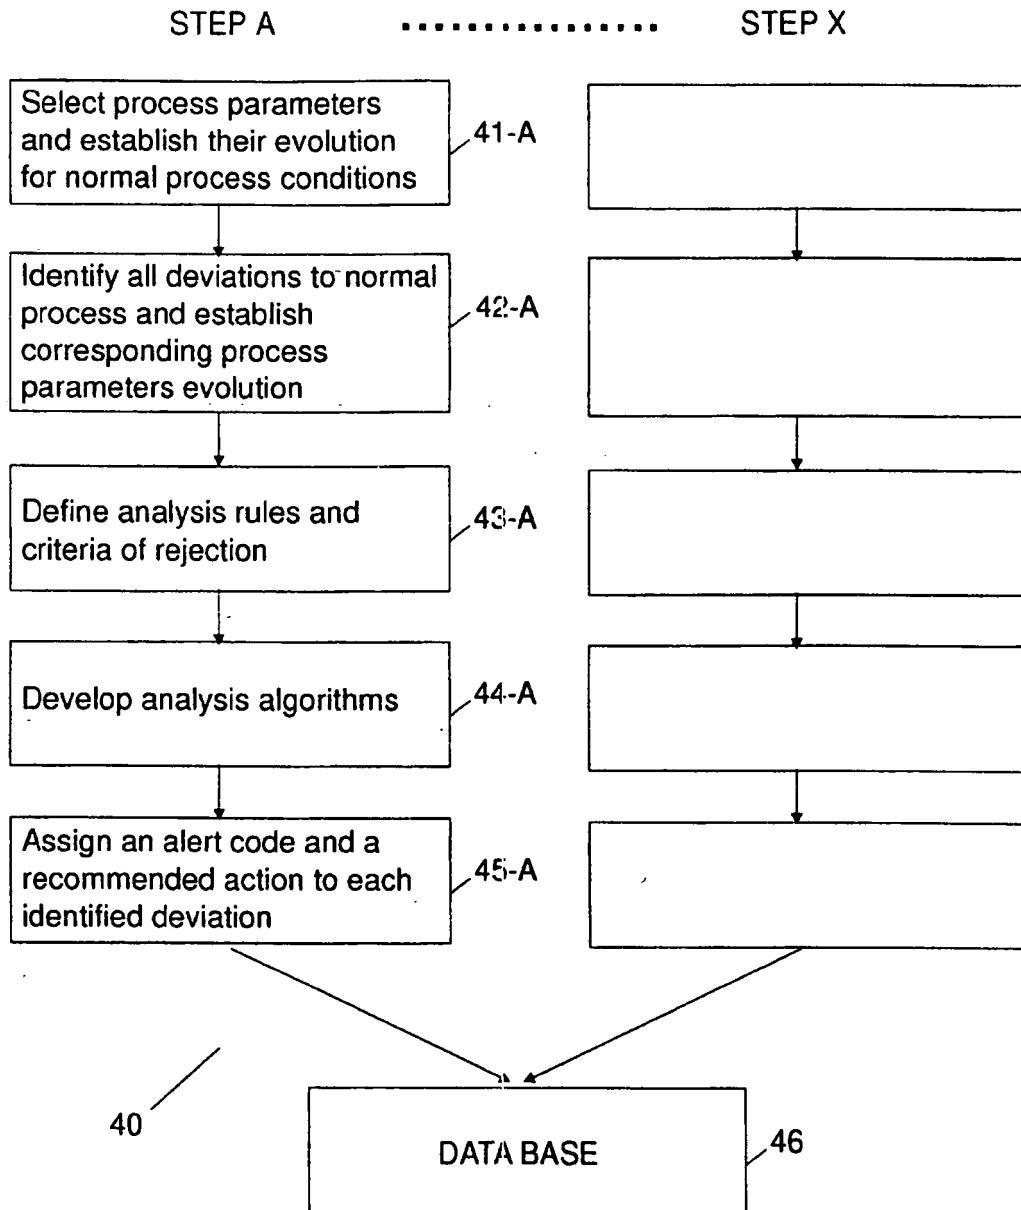 STEP A ................ STEP X
Select process parameters
and establish their evolution
for normal process conditions
41-A
Identify all deviations to normal
process and establish
corresponding process
parameters evolution
42-A
Define analysis rules and
criteria of rejection
43-A
Develop analysis algorithms
44-A
Assign an alert code and a
recommended action to each
identified deviation
45-A
40
DATA BASE
46